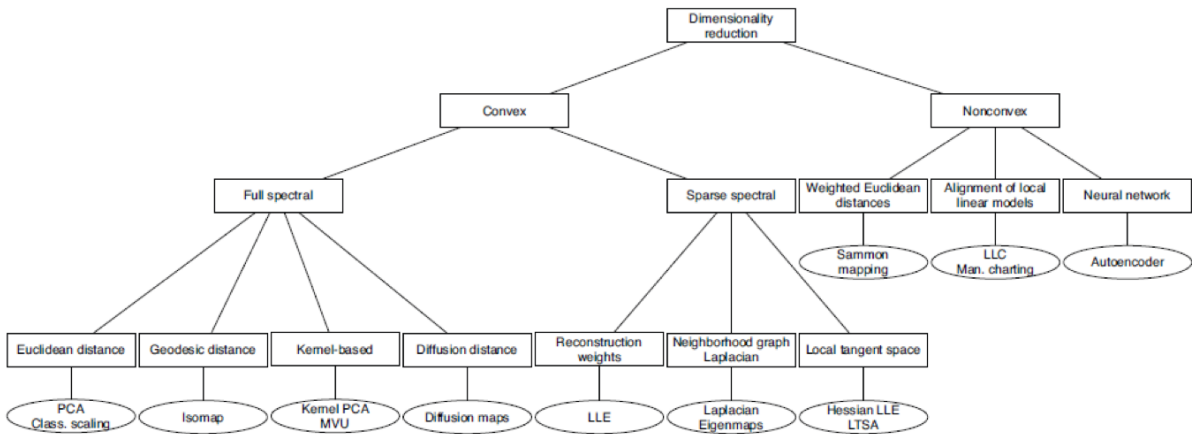 Dimensionality
reduction
Convex
Nonconvex
Full spectral
Sparse spectral
Weighted Euclidean
distances
Alignment of local
linear models
Neural network
Sammon
mapping
LLC
Man. charting
Autoencoder
Euclidean distance
Geodesic distance
Kernel-based
Diffusion distance
Reconstruction
weights
Neighborhood graph
Laplacian
Local tangent space
PCA
Class. scaling
Isomap
Kernel PCA
MVU
Diffusion maps
LLE
Laplacian
Eigenmaps
Hessian LLE
LTSA